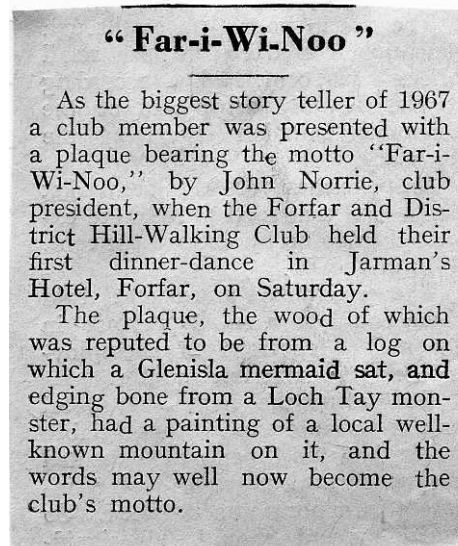 “ Far-i-Wi-Noo ”
As the biggest story teller of 1967
a club member was presented with
a plaque bearing the motto “Far-i-
Wi-Noo,” by John Norrie, club
president, when the Forfar and Dis-
trict Hill-Walking Club held their
first dinner-dance in Jarman's
Hotel, Forfar, on Saturday.
The plaque, the wood of which
was reputed to be from a log on
which a Glenisla mermaid sat, and
edging bone from a Loch Tay mon-
ster, had a painting of a local well-
known mountain on it, and the
words may well now become the
club's motto.